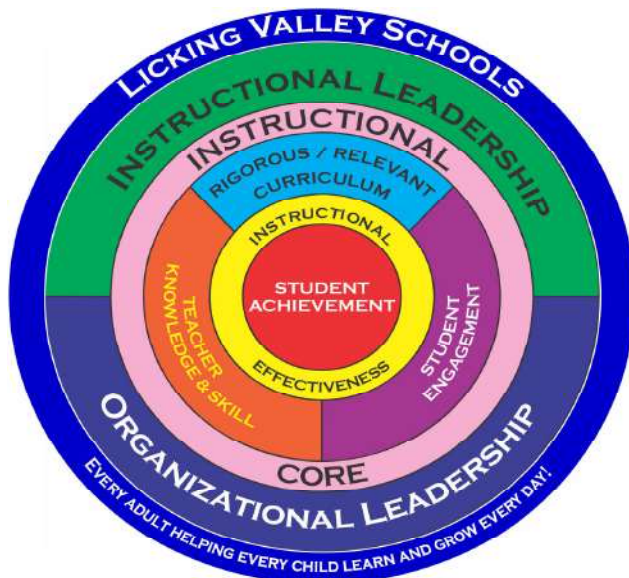 LICKING VALLEY SCHOOLS
INSTRUCTIONAL LEADERSHIP
INSTRUCTIONAL
RIGOROUS / RELEVANT
CURRICULUM
INSTRUCTIONAL
STUDENT
ACHIEVEMENT
EFFECTIVENESS
TEACHER
KNOWLEDGE & SKILL
STUDENT
ENGAGEMENT
CORE
ORGANIZATIONAL LEADERSHIP
EVERY ADULT HELPING EVERY CHILD LEARN AND GROW EVERY DAY!